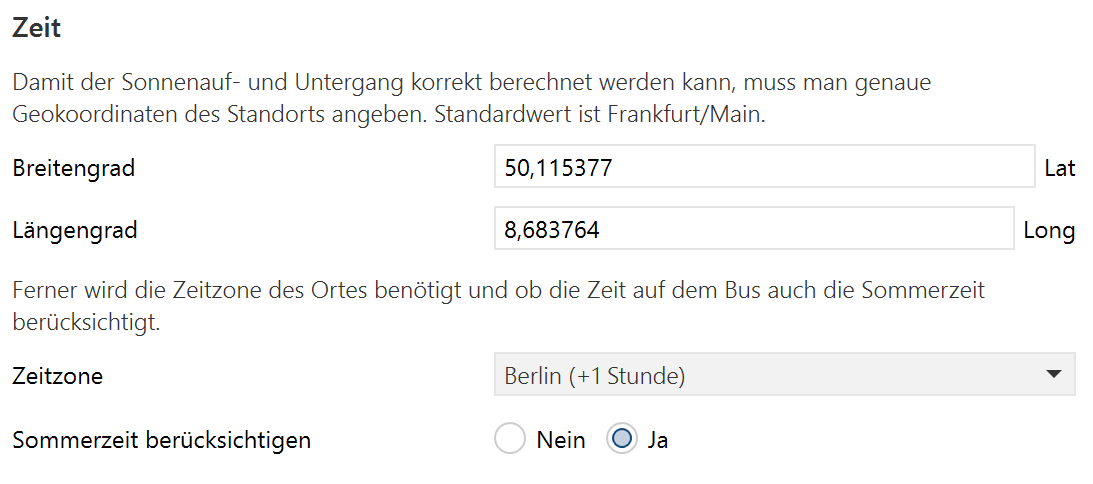 Zeit
Damit der Sonnenauf- und Untergang korrekt berechnet werden kann, muss man genaue
Geokoordinaten des Standorts angeben. Standardwert ist Frankfurt/Main.
Breitengrad 50,115377 Lat
Längengrad 8,683764 Long
Ferner wird die Zeitzone des Ortes benötigt und ob die Zeit auf dem Bus auch die Sommerzeit
berücksichtigt.
Zeitzone Berlin (+1 Stunde)
Sommerzeit berücksichtigen Nein Ja